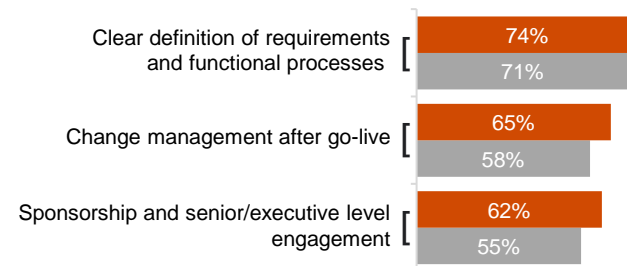 Clear definition of requirements
and functional processes
74%
71%
Change management after go-live
65%
58%
Sponsorship and senior/executive level
engagement
62%
55%